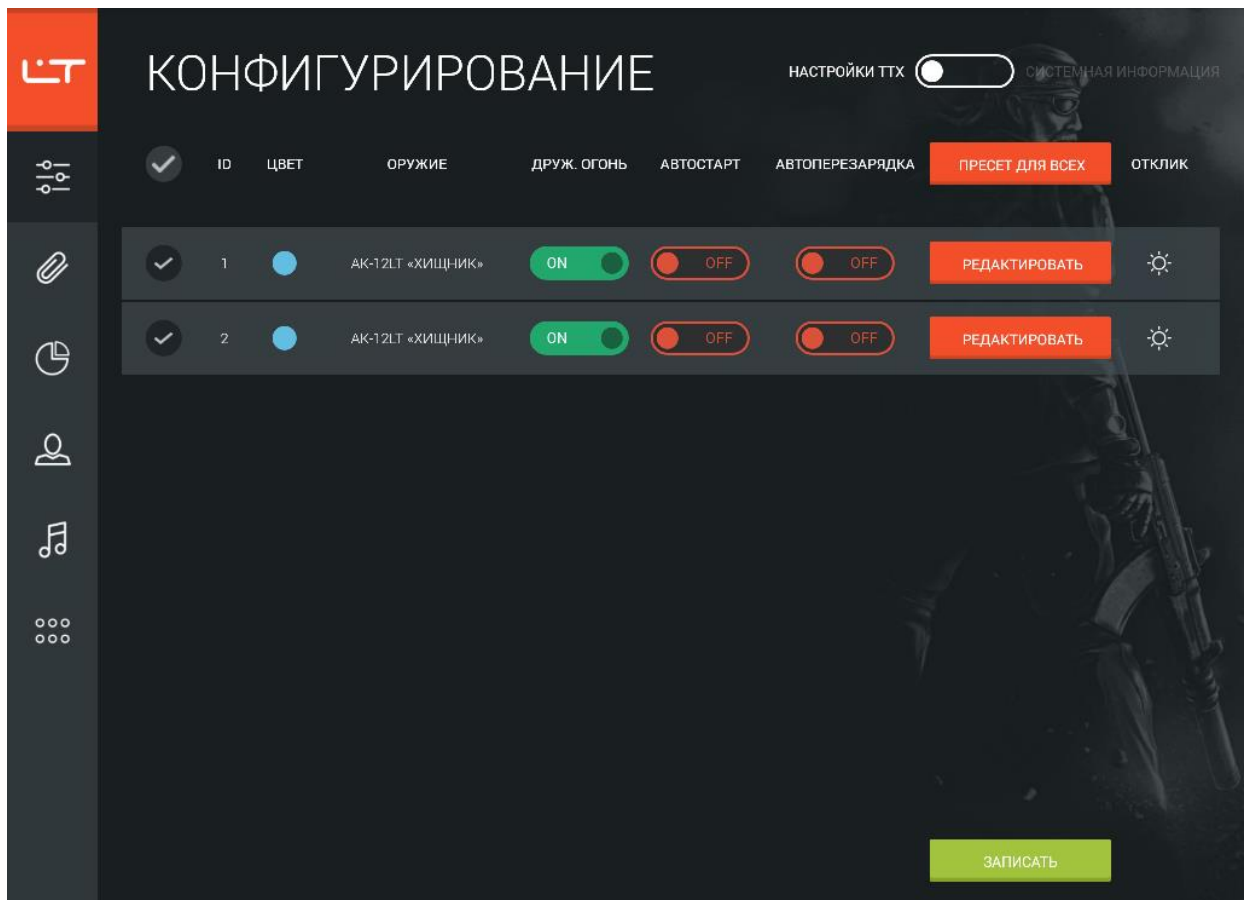 LT
КОНФИГУРИРОВАНИЕ
НАСТРОЙКИ ТТХ СИСТЕМНАЯ ИНФОРМАЦИЯ
ID ЦВЕТ ОРУЖИЕ ДРУЖ. ОГОНЬ АВТОСТАРТ АВТОПЕРЕЗАРЯДКА ПРЕСЕТ ДЛЯ ВСЕХ ОТКЛИК
1 АК-12LT «ХИЩНИК» ON OFF OFF РЕДАКТИРОВАТЬ
2 АК-12LT «ХИЩНИК» ON OFF OFF РЕДАКТИРОВАТЬ
ЗАПИСАТЬ